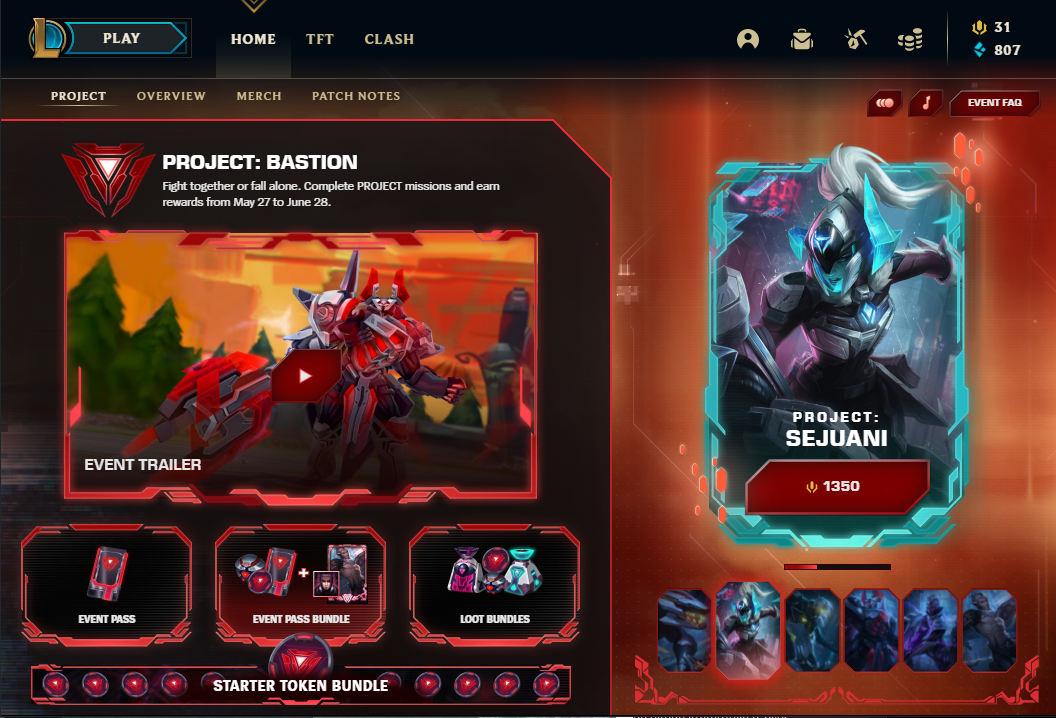 PLAY
HOME
TFT
CLASH
31
807
PROJECT
OVERVIEW
MERCH
PATCH NOTES
EVENT FAQ
PROJECT: BASTION
Fight together or fall alone. Complete PROJECT missions and earn
rewards from May 27 to June 28.
EVENT TRAILER
PROJECT:
SEJUANI
1350
EVENT PASS
EVENT PASS BUNDLE
LOOT BUNDLES
STARTER TOKEN BUNDLE